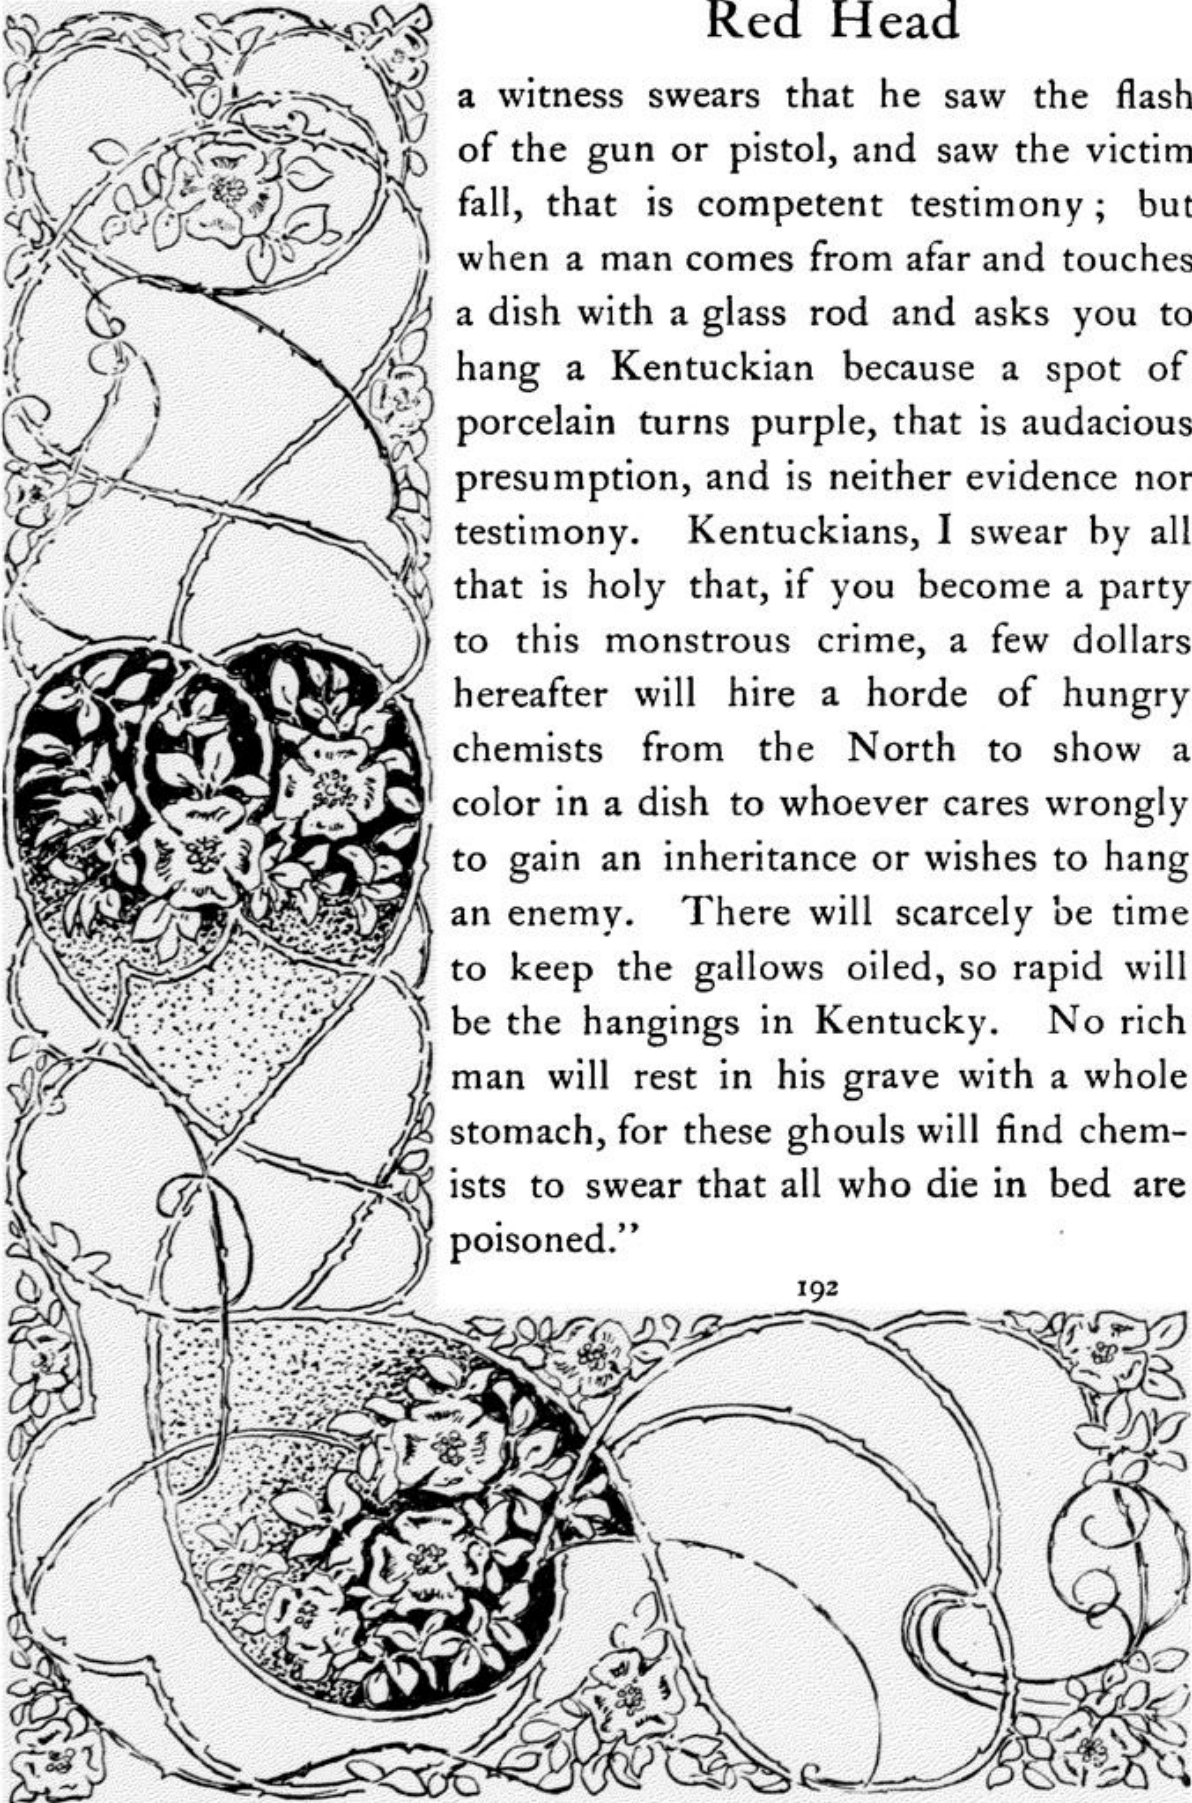 Red Head
a witness swears that he saw the flash
of the gun or pistol, and saw the victim
fall, that is competent testimony ; but
when a man comes from afar and touches
a dish with a glass rod and asks you to
hang a Kentuckian because a spot of
porcelain turns purple, that is audacious
presumption, and is neither evidence nor
testimony. Kentuckians, I swear by all
that is holy that, if you become a party
to this monstrous crime, a few dollars
hereafter will hire a horde of hungry
chemists from the North to show a
color in a dish to whoever cares wrongly
to gain an inheritance or wishes to hang
an enemy. There will scarcely be time
to keep the gallows oiled, so rapid will
be the hangings in Kentucky. No rich
man will rest in his grave with a whole
stomach, for these ghouls will find chem-
ists to swear that all who die in bed are
poisoned.”
192